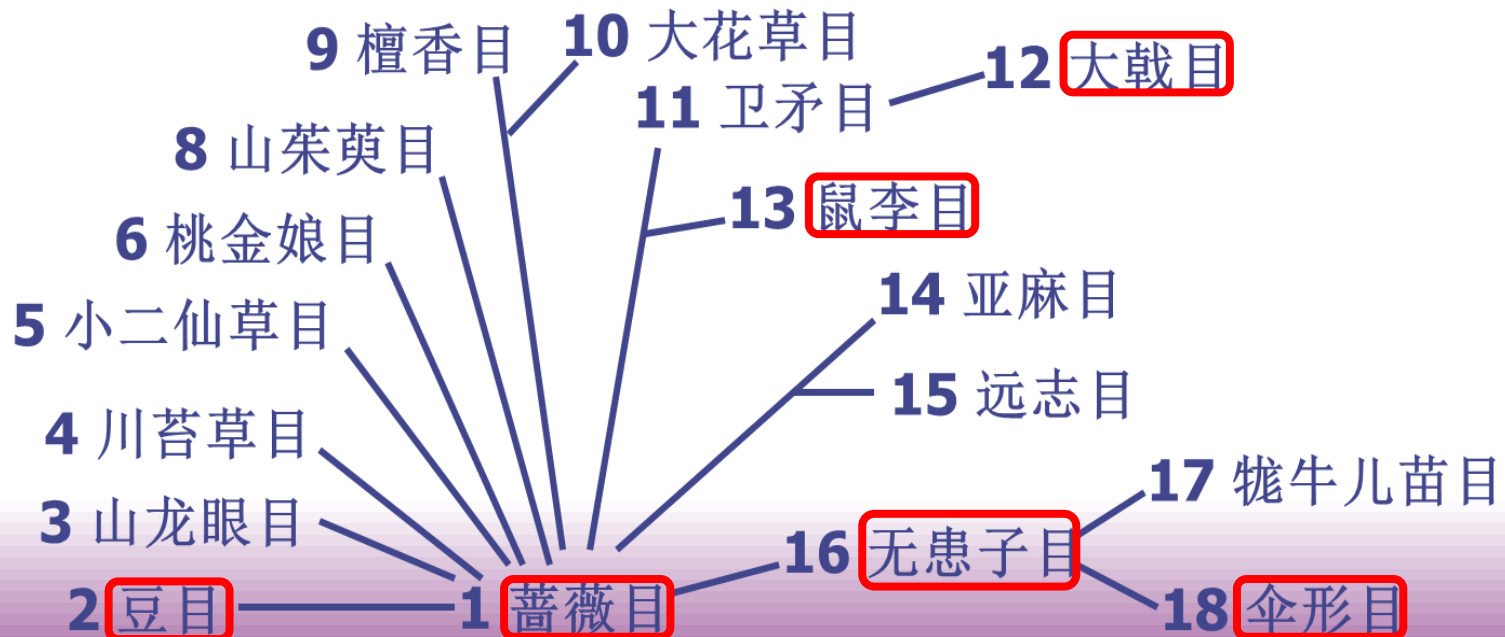 9 檀香目
10 大花草目
12 大戟目
11 卫矛目
8 山茱萸目
13 鼠李目
6 桃金娘目
14 亚麻目
5 小二仙草目
15 远志目
4 川苔草目
17 牻牛儿苗目
3 山龙眼目
16 无患子目
2 豆目
1 蔷薇目
18 伞形目